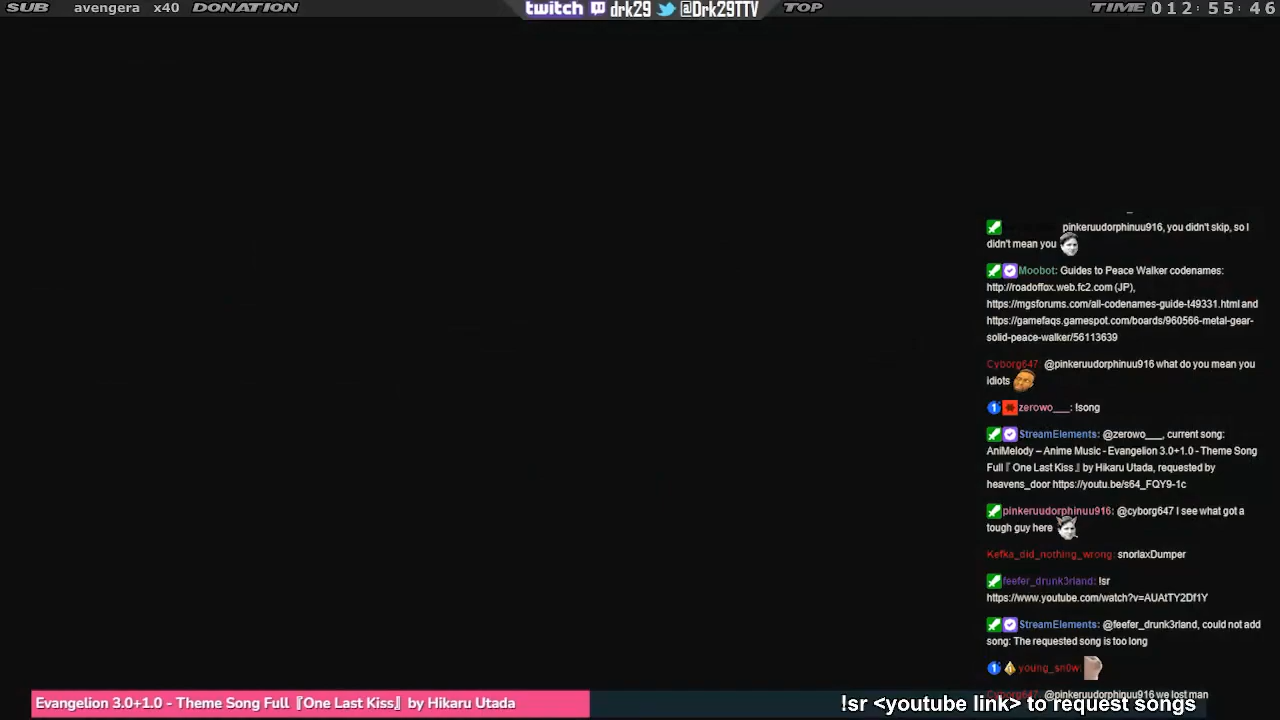 SUB avengera x40 DONATION twitch drk29 @Drk29TTV TOP TIME 012:55:46
pinkeruudorphinuu916, you didn't skip, so I
didn't mean you
Moobot: Guides to Peace Walker codenames:
http://roadoffox.web.fc2.com (JP),
https://mgsforums.com/all-codenames-guide-t49331.html and
https://gamefaqs.gamespot.com/boards/960566-metal-gear-
solid-peace-walker/56113639
Cyborg647 @pinkeruudorphinuu916 what do you mean you
idiots
zerowo___: !song
StreamElements: @zerowo___, current song:
AniMelody – Anime Music - Evangelion 3.0+1.0 - Theme Song
Full『One Last Kiss』by Hikaru Utada, requested by
heavens_door https://youtu.be/s64_FQY9-1c
pinkeruudorphinuu916: @cyborg647 I see what got a
tough guy here
Kefka_did_nothing_wrong: snorlaxDumper
feefer_drunk3rland: !sr
https://www.youtube.com/watch?v=AUAtTY2Df1Y
StreamElements: @feefer_drunk3rland, could not add
song: The requested song is too long
young_sn0w:
Cyborg647 @pinkeruudorphinuu916 we lost man
Evangelion 3.0+1.0 - Theme Song Full『One Last Kiss』by Hikaru Utada
!sr <youtube link> to request songs